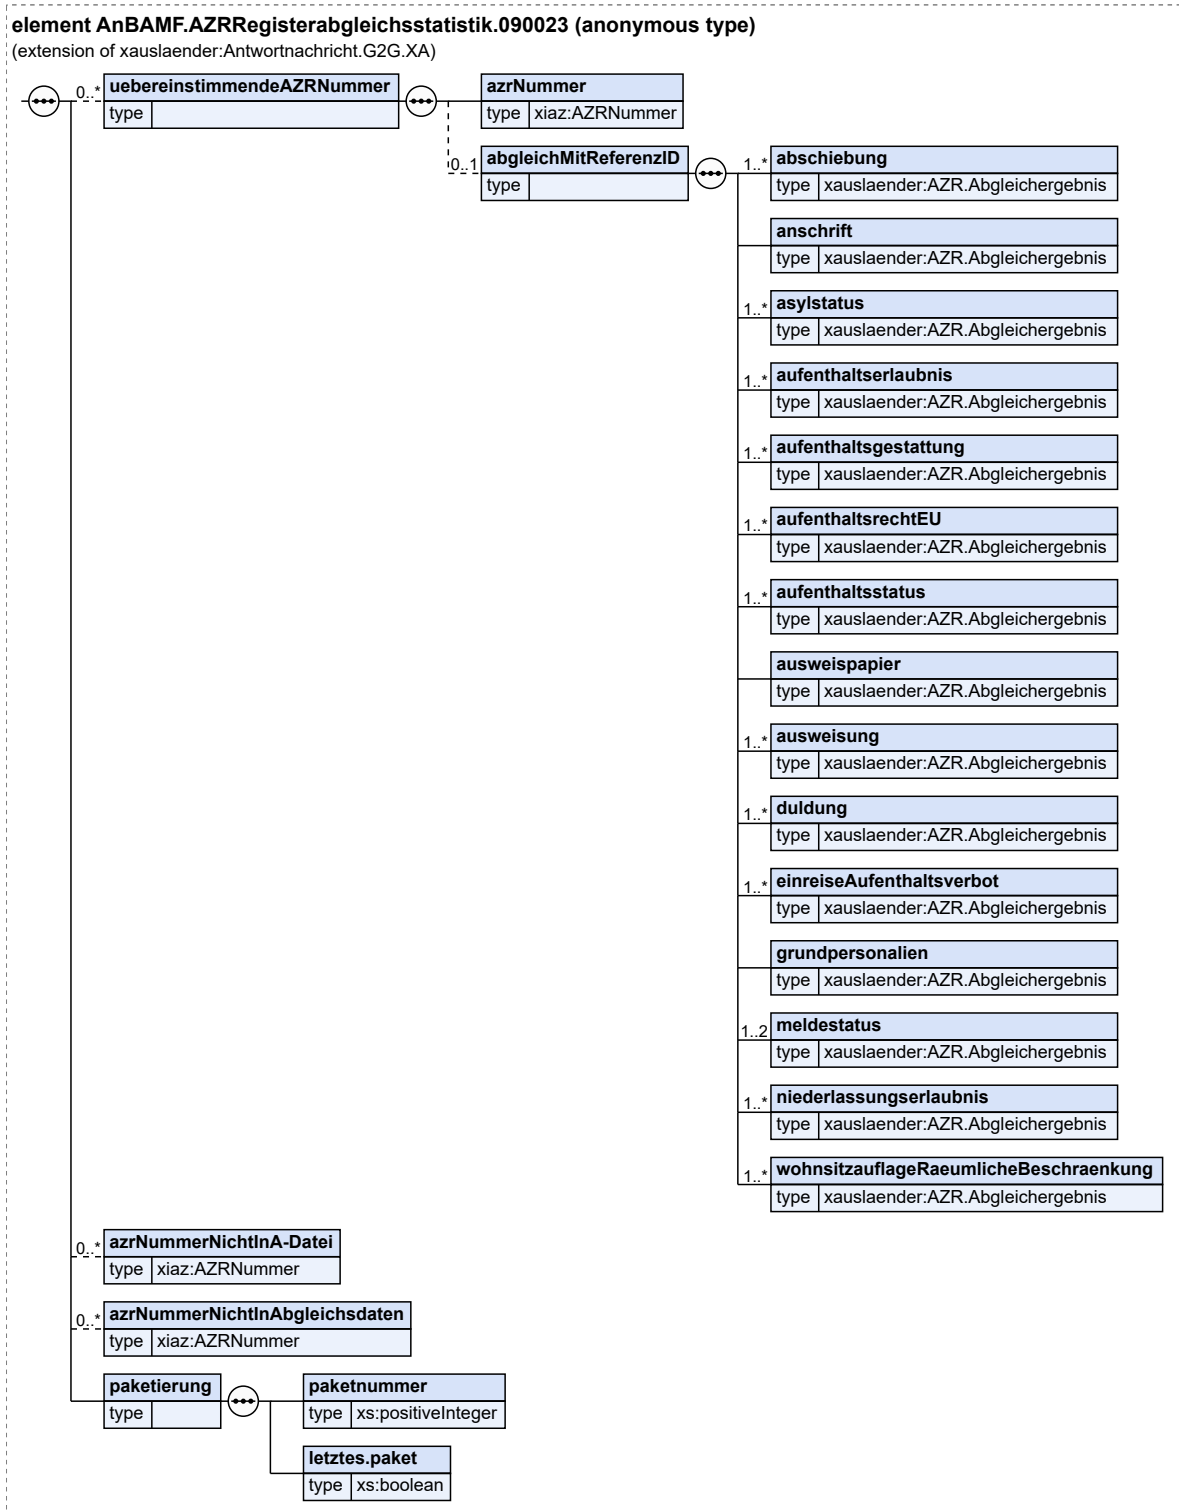 element AnBAMF.AZRRegisterabgleichsstatistik.090023 (anonymous type)
(extension of xauslaender:Antwortnachricht.G2G.XA)
0..* uebereinstimmendeAZRNummer
type
azrNummer
type xiaz:AZRNummer
0..1 abgleichMitReferenzID
type
1..* abschiebung
type xauslaender:AZR.Abgleichergebnis
anschrift
type xauslaender:AZR.Abgleichergebnis
1..* asylstatus
type xauslaender:AZR.Abgleichergebnis
1..* aufenthaltserlaubnis
type xauslaender:AZR.Abgleichergebnis
1..* aufenthaltsgestattung
type xauslaender:AZR.Abgleichergebnis
1..* aufenthaltsrechtEU
type xauslaender:AZR.Abgleichergebnis
1..* aufenthaltsstatus
type xauslaender:AZR.Abgleichergebnis
ausweispapier
type xauslaender:AZR.Abgleichergebnis
1..* ausweisung
type xauslaender:AZR.Abgleichergebnis
1..* duldung
type xauslaender:AZR.Abgleichergebnis
1..* einreiseAufenthaltsverbot
type xauslaender:AZR.Abgleichergebnis
grundpersonalien
type xauslaender:AZR.Abgleichergebnis
1..2 meldestatus
type xauslaender:AZR.Abgleichergebnis
1..* niederlassungserlaubnis
type xauslaender:AZR.Abgleichergebnis
1..* wohnsitzauflageRaeumlicheBeschraenkung
type xauslaender:AZR.Abgleichergebnis
0..* azrNummerNichtInA-Datei
type xiaz:AZRNummer
0..* azrNummerNichtInAbgleichsdaten
type xiaz:AZRNummer
paketierung
type
paketnummer
type xs:positiveInteger
letztes.paket
type xs:boolean